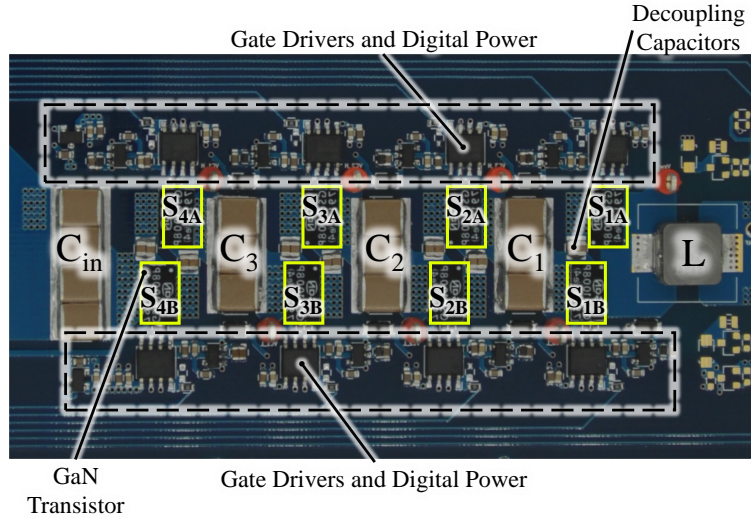 Decoupling
Capacitors
Gate Drivers and Digital Power
S4A
S3A
S2A
S1A
Cin
C3
C2
C1
L
S4B
S3B
S2B
S1B
GaN
Transistor
Gate Drivers and Digital Power